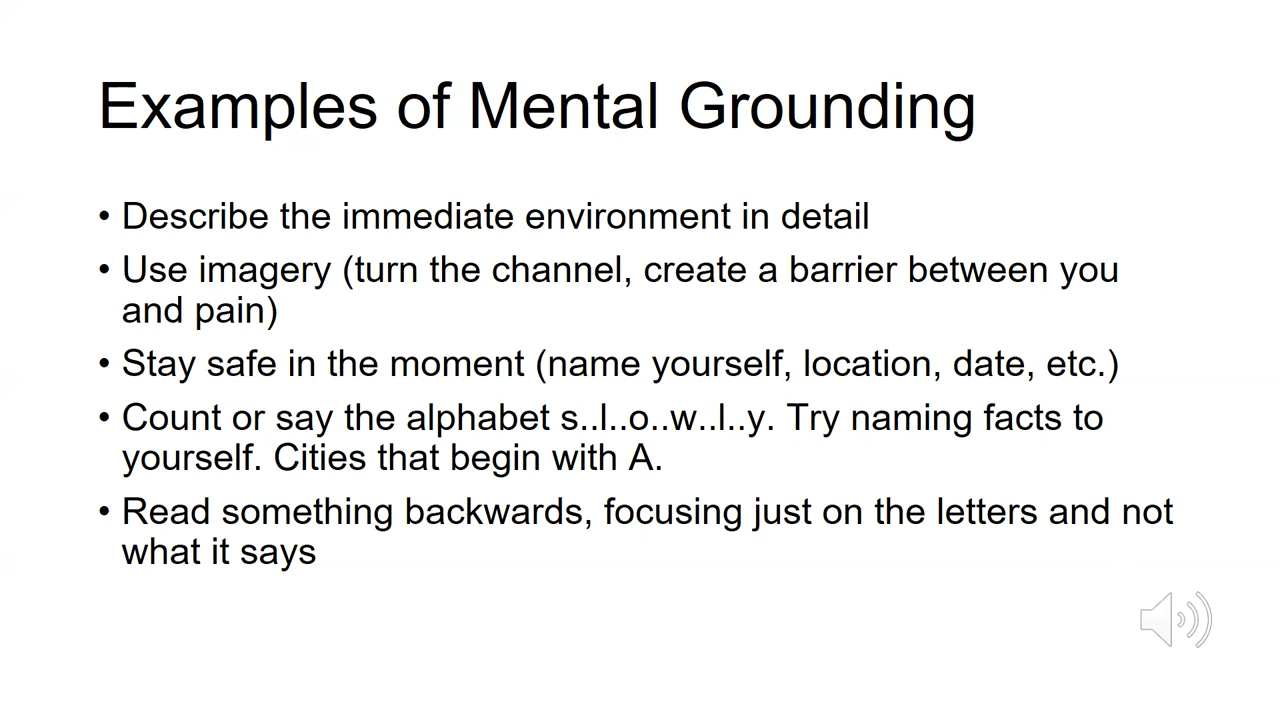 Examples of Mental Grounding
• Describe the immediate environment in detail
• Use imagery (turn the channel, create a barrier between you
and pain)
• Stay safe in the moment (name yourself, location, date, etc.)
• Count or say the alphabet s..l..o..w..l..y. Try naming facts to
yourself. Cities that begin with A.
• Read something backwards, focusing just on the letters and not
what it says